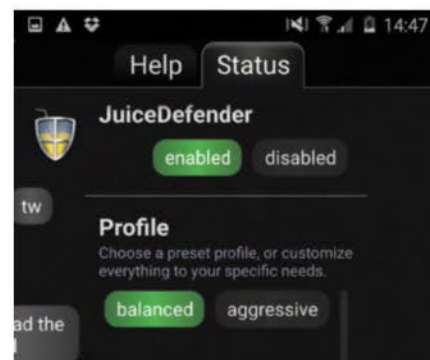 14:47
Help Status
JuiceDefender
enabled disabled
tw
Profile
Choose a preset profile, or customize
everything to your specific needs.
balanced aggressive
ad the